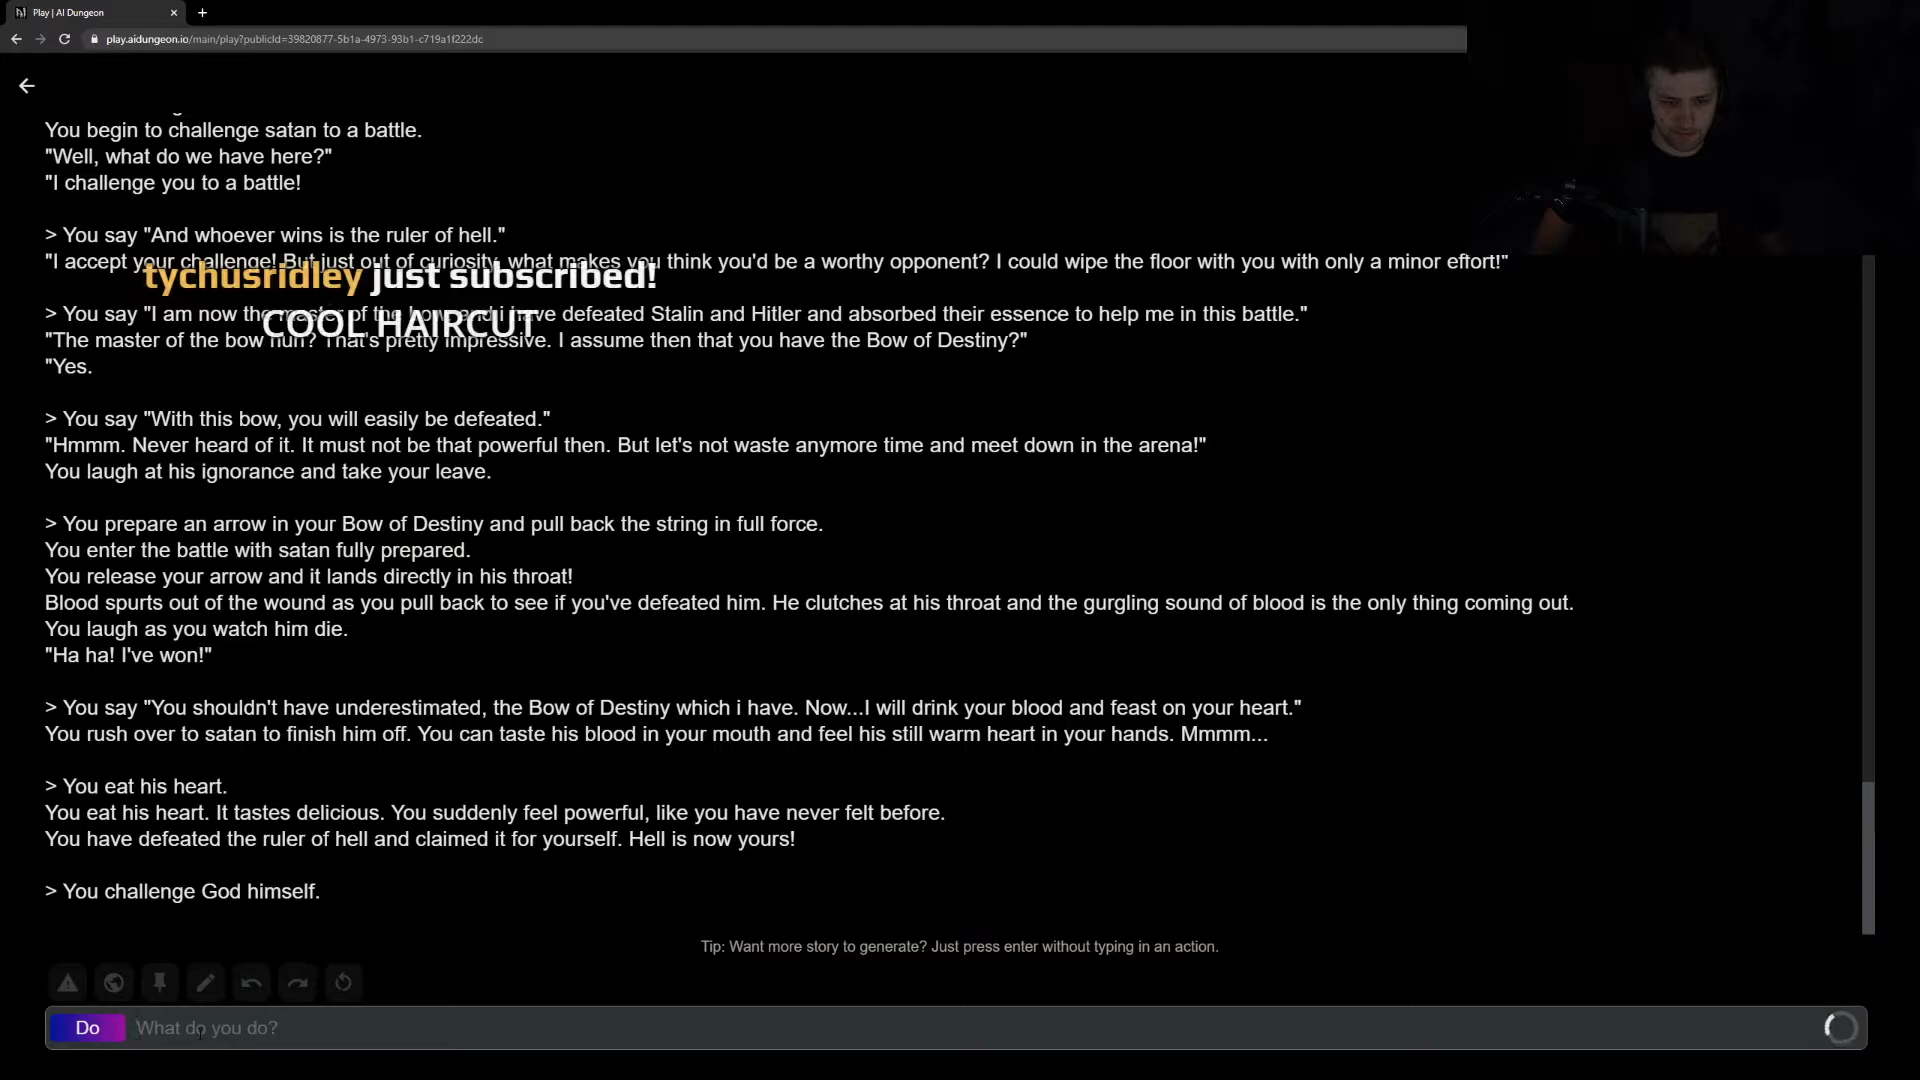 Play | AI Dungeon
play.aidungeon.io/main/play?publicId=39820877-5b1a-4973-93b1-c719a1f222dc
You begin to challenge satan to a battle.
"Well, what do we have here?"
"I challenge you to a battle!
> You say "And whoever wins is the ruler of hell."
"I accept your challenge! But just out of curiosity, what makes you think you'd be a worthy opponent? I could wipe the floor with you with only a minor effort!"
tychusridley just subscribed!
> You say "I am now the master of the bow and i have defeated Stalin and Hitler and absorbed their essence to help me in this battle."
COOL HAIRCUT
"The master of the bow huh? That's pretty impressive. I assume then that you have the Bow of Destiny?"
"Yes.
> You say "With this bow, you will easily be defeated."
"Hmmm. Never heard of it. It must not be that powerful then. But let's not waste anymore time and meet down in the arena!"
You laugh at his ignorance and take your leave.
> You prepare an arrow in your Bow of Destiny and pull back the string in full force.
You enter the battle with satan fully prepared.
You release your arrow and it lands directly in his throat!
Blood spurts out of the wound as you pull back to see if you've defeated him. He clutches at his throat and the gurgling sound of blood is the only thing coming out.
You laugh as you watch him die.
"Ha ha! I've won!"
> You say "You shouldn't have underestimated, the Bow of Destiny which i have. Now...I will drink your blood and feast on your heart."
You rush over to satan to finish him off. You can taste his blood in your mouth and feel his still warm heart in your hands. Mmmm...
> You eat his heart.
You eat his heart. It tastes delicious. You suddenly feel powerful, like you have never felt before.
You have defeated the ruler of hell and claimed it for yourself. Hell is now yours!
> You challenge God himself.
Tip: Want more story to generate? Just press enter without typing in an action.
Do What do you do?